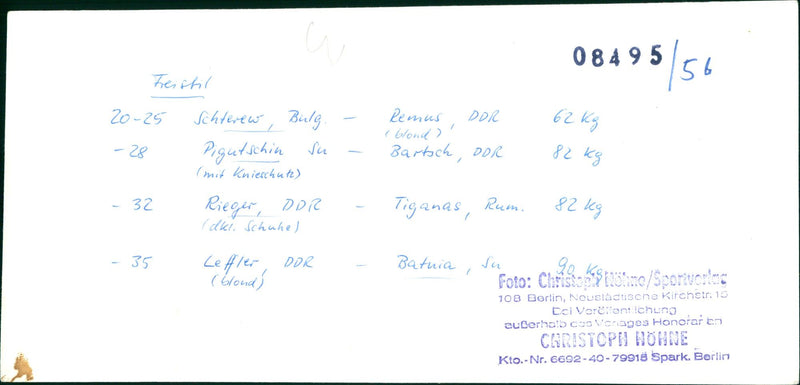 08495/56
Freistil
20-25 Schterew, Bulg. - Remus, DDR 62 Kg
(blond)
-28 Pigutschin Su - Bartsch, DDR 82 Kg
(mit Knieschutz)
- 32 Rieger, DDR - Tiganas, Rum. 82 Kg
(dkl. Schuhe)
- 35 Leffler, DDR - Batnia, Su 90 Kg
(blond)
Foto: Christoph Höhne/Sportverlag
108 Berlin, Neustädtische Kirchstr. 15
Bei Veröffentlichung
außerhalb des Verlages Honorar an
CHRISTOPH HÖHNE
Kto.-Nr. 6692-40-79918 Spark. Berlin